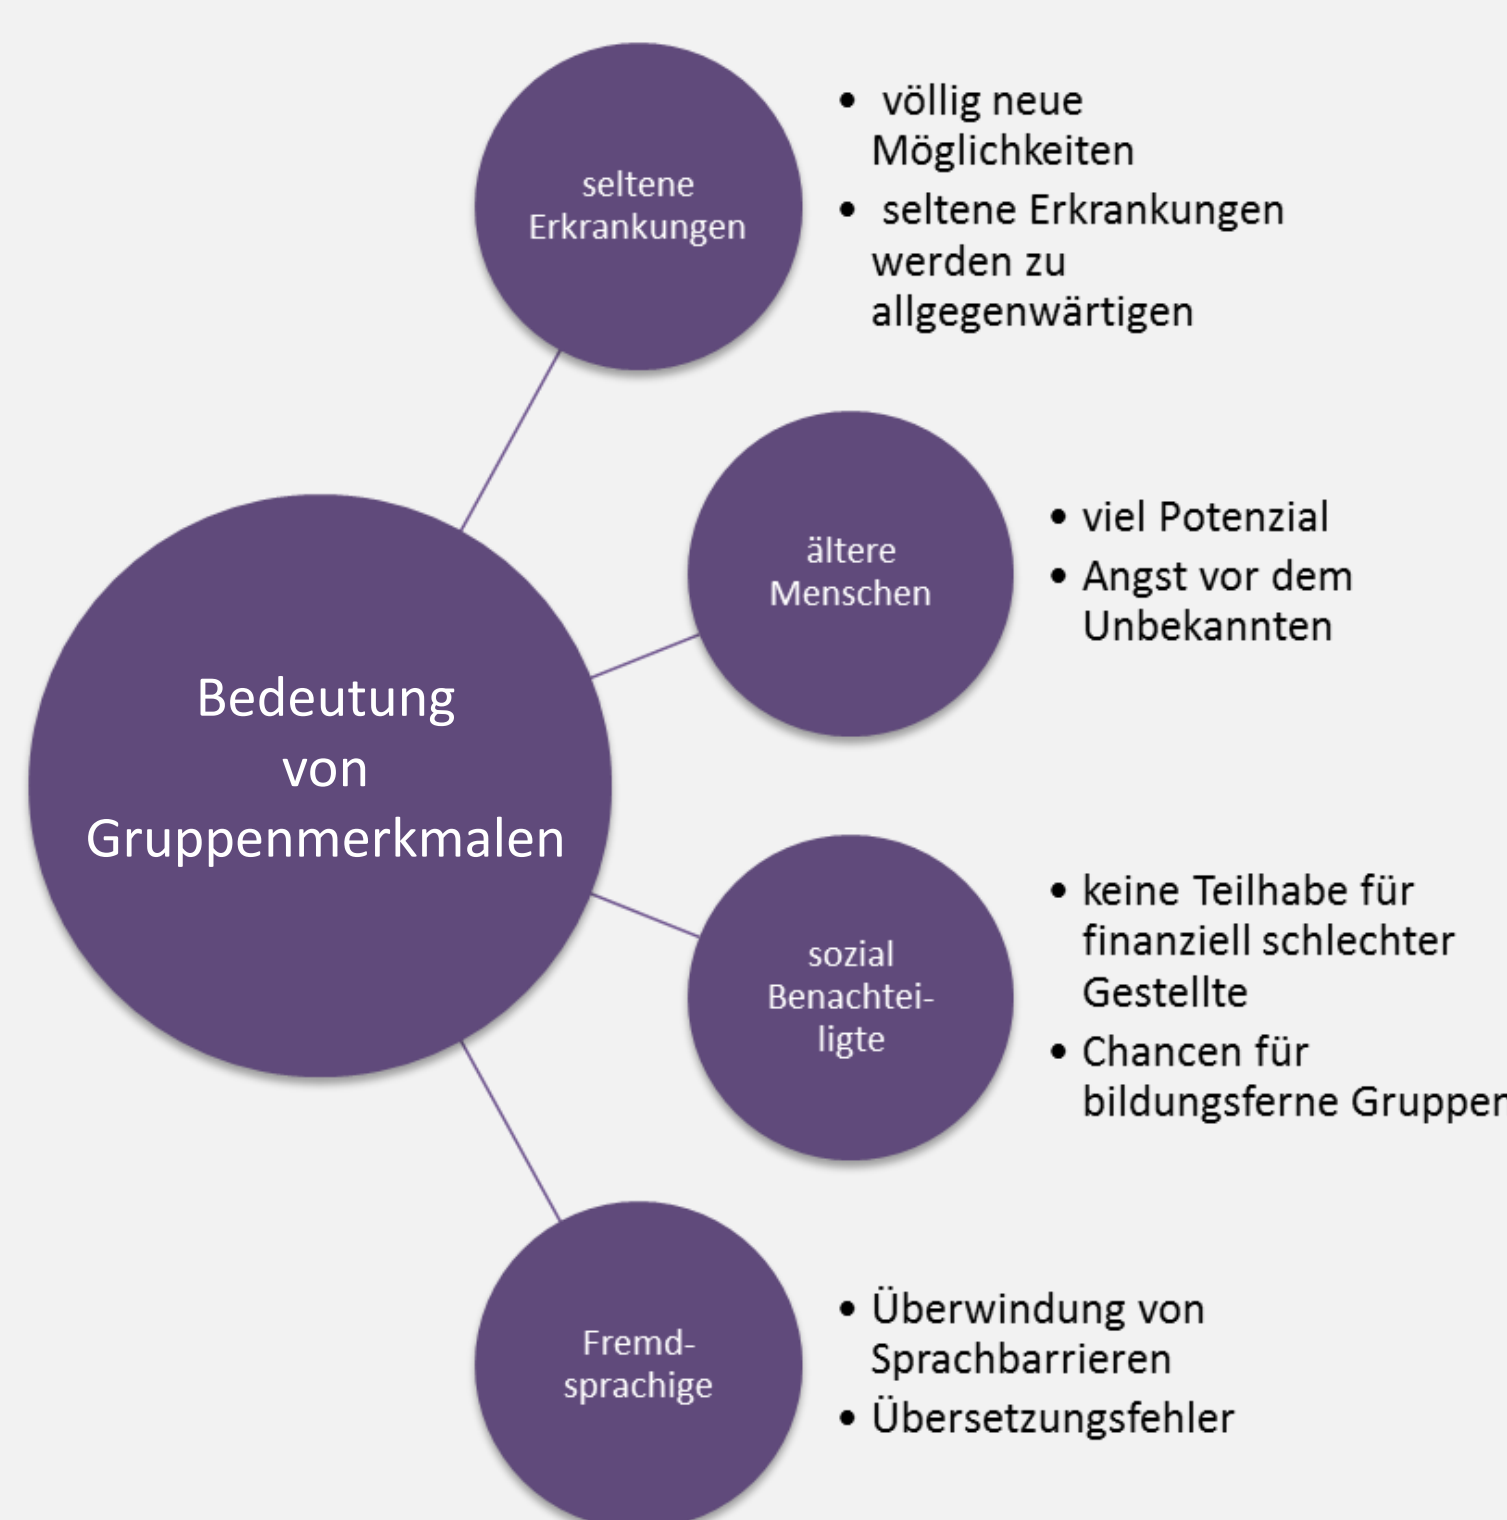 Bedeutung
von
Gruppenmerkmalen
seltene
Erkrankungen
• völlig neue
Möglichkeiten
• seltene Erkrankungen
werden zu
allgegenwärtigen
ältere
Menschen
• viel Potenzial
• Angst vor dem
Unbekannten
sozial
Benachtei-
ligte
• keine Teilhabe für
finanziell schlechter
Gestellte
• Chancen für
bildungsferne Gruppen
Fremd-
sprachige
• Überwindung von
Sprachbarrieren
• Übersetzungsfehler